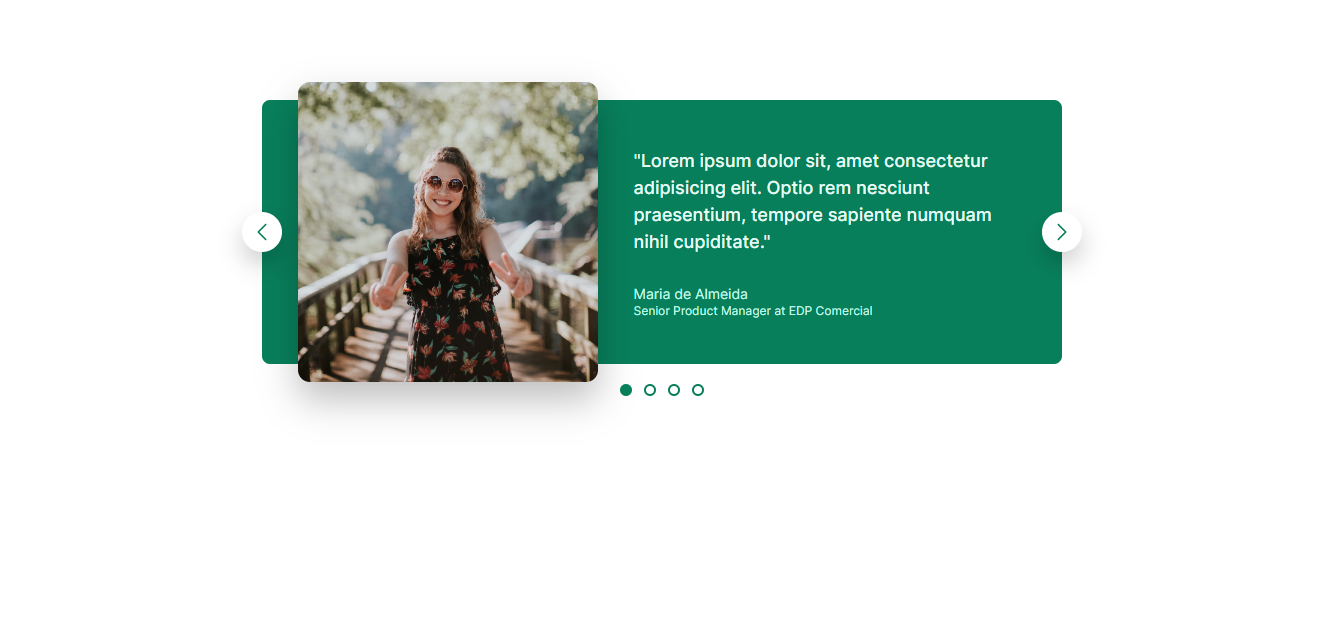 "Lorem ipsum dolor sit, amet consectetur
adipisicing elit. Optio rem nesciunt
praesentium, tempore sapiente numquam
nihil cupiditate."
Maria de Almeida
Senior Product Manager at EDP Comercial